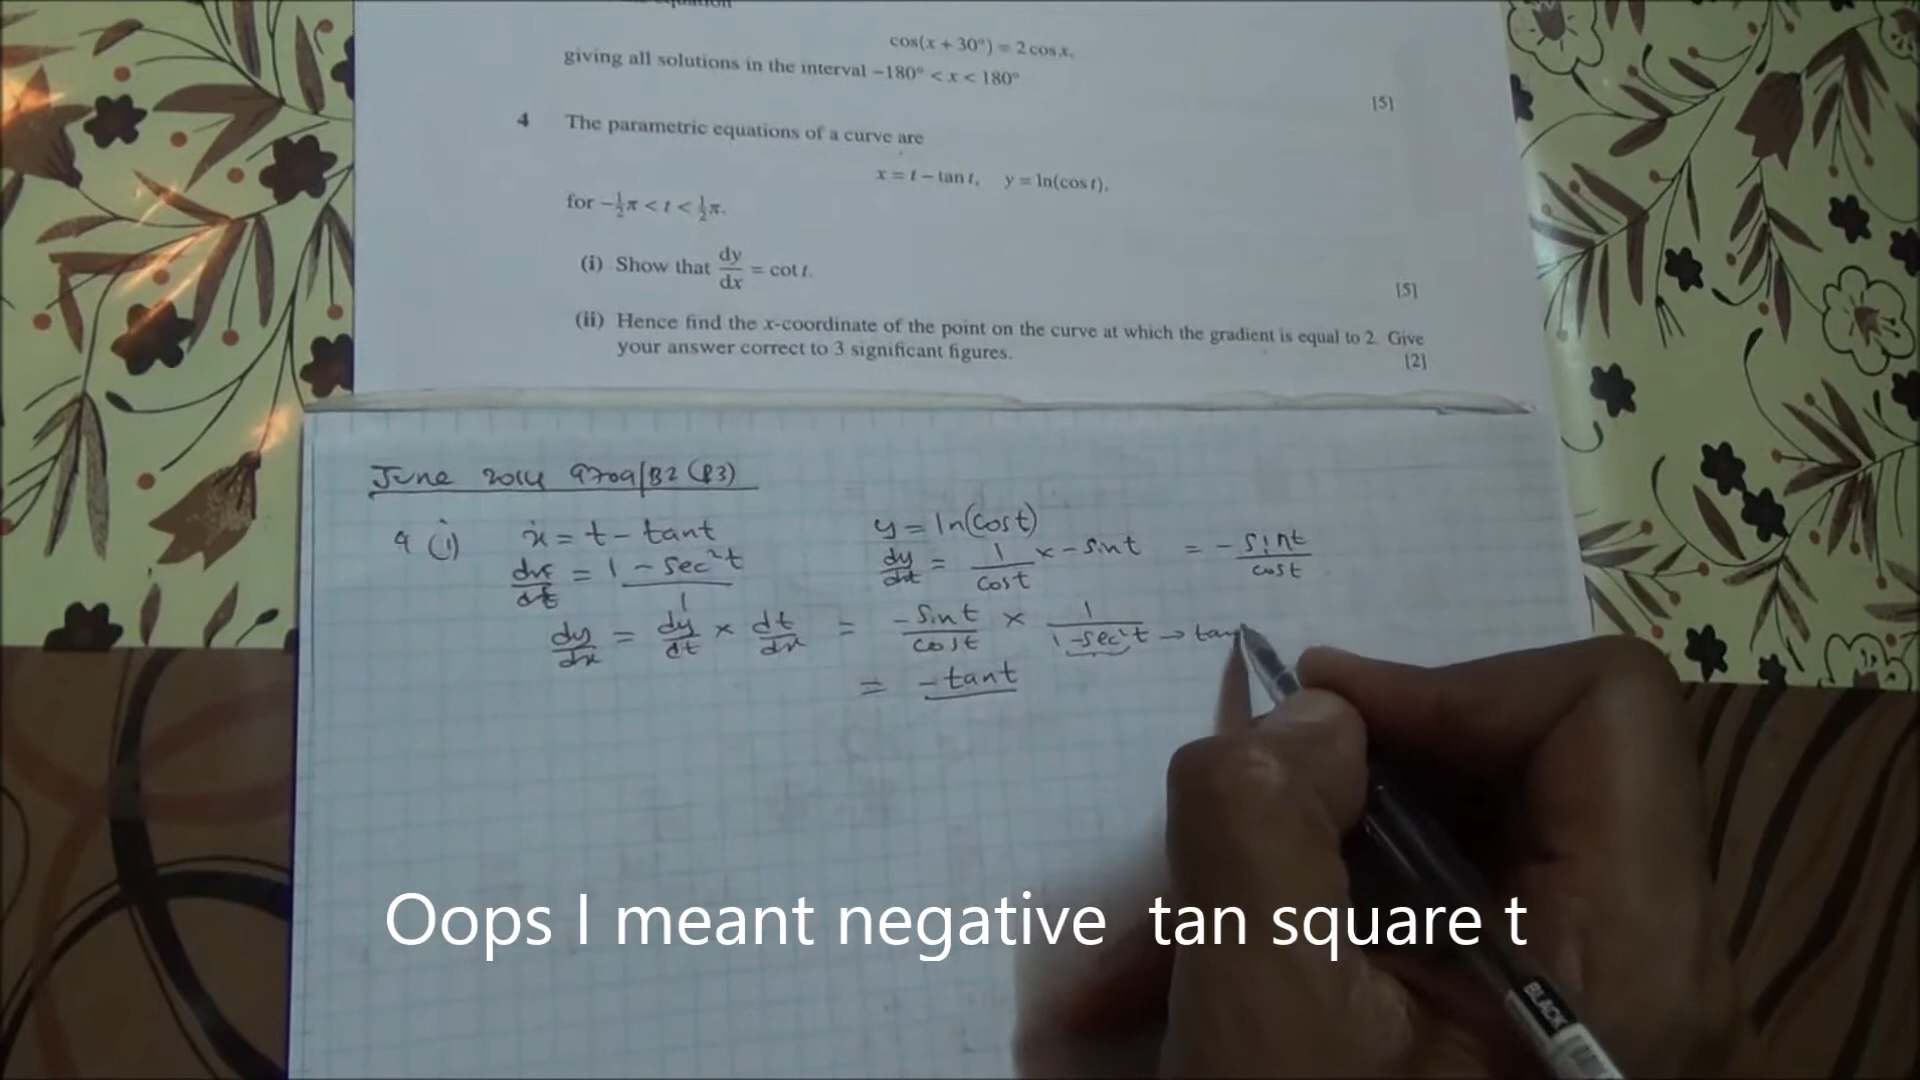 equation
cos(x + 30°) = 2 cos x,
giving all solutions in the interval −180° < x < 180°
[5]
4 The parametric equations of a curve are
x = t − tan t, y = ln(cos t),
for −½π < t < ½π.
(i) Show that dy/dx = cot t.
[5]
(ii) Hence find the x-coordinate of the point on the curve at which the gradient is equal to 2. Give
your answer correct to 3 significant figures.
[2]
June 2014 9709/32 (P3)
4 (i) x = t − tant y = ln(cost)
dx/dt = 1 − sec²t dy/dt = 1/cost × −sint = − sint/cost
1
dy/dx = dy/dt × dt/dx = −sint/cost × 1/1−sec²t → tan
= −tant
Oops I meant negative tan square t
BLACK